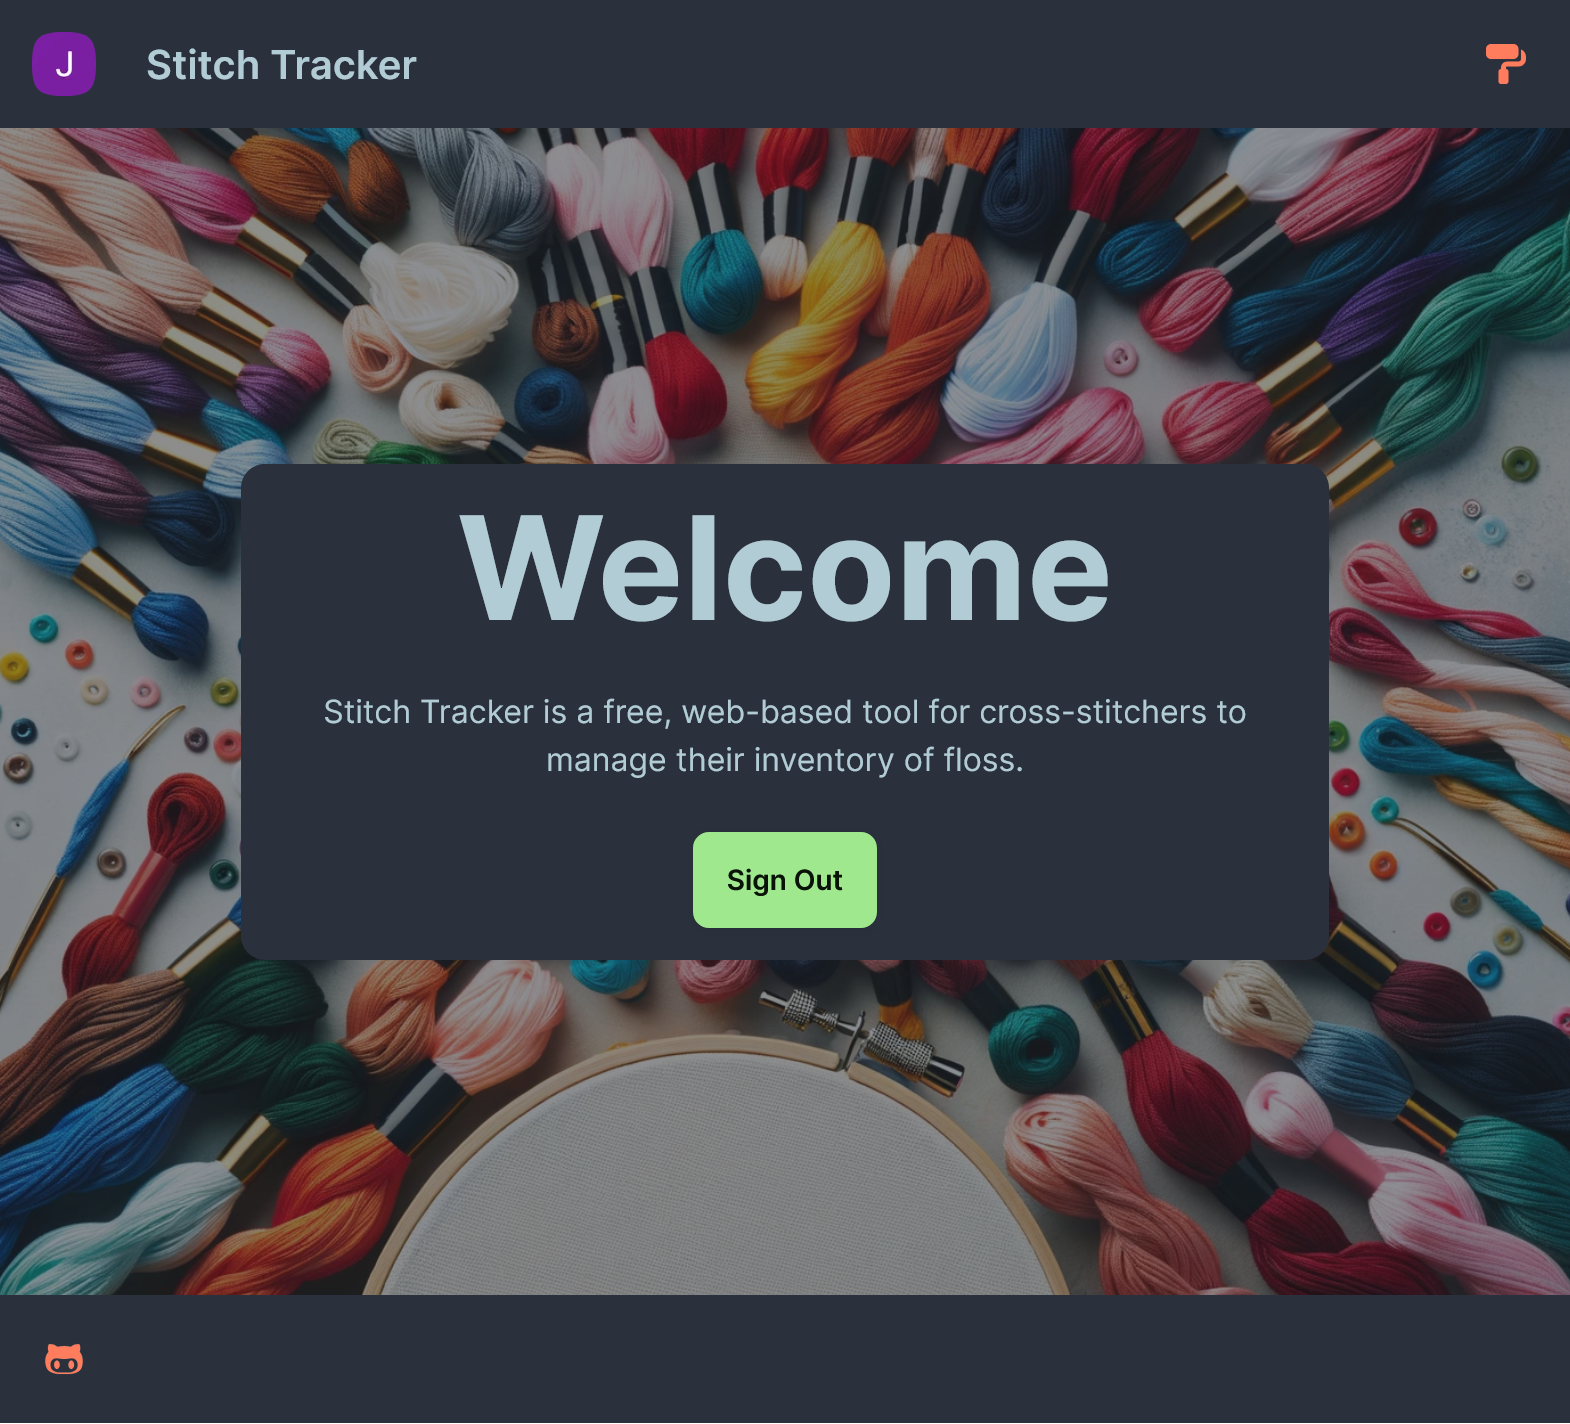 J
Stitch Tracker
Welcome
Stitch Tracker is a free, web-based tool for cross-stitchers to
manage their inventory of floss.
Sign Out